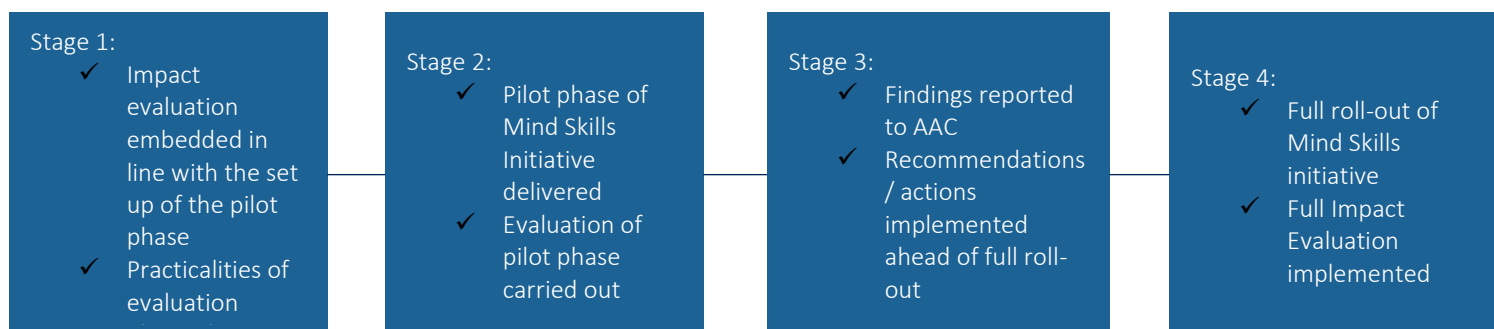 Stage 1:
✓ Impact
evaluation
embedded in
line with the set
up of the pilot
phase
✓ Practicalities of
evaluation
Stage 2:
✓ Pilot phase of
Mind Skills
Initiative
delivered
✓ Evaluation of
pilot phase
carried out
Stage 3:
✓ Findings reported
to AAC
✓ Recommendations
/ actions
implemented
ahead of full roll-
out
Stage 4:
✓ Full roll-out of
Mind Skills
initiative
✓ Full Impact
Evaluation
implemented